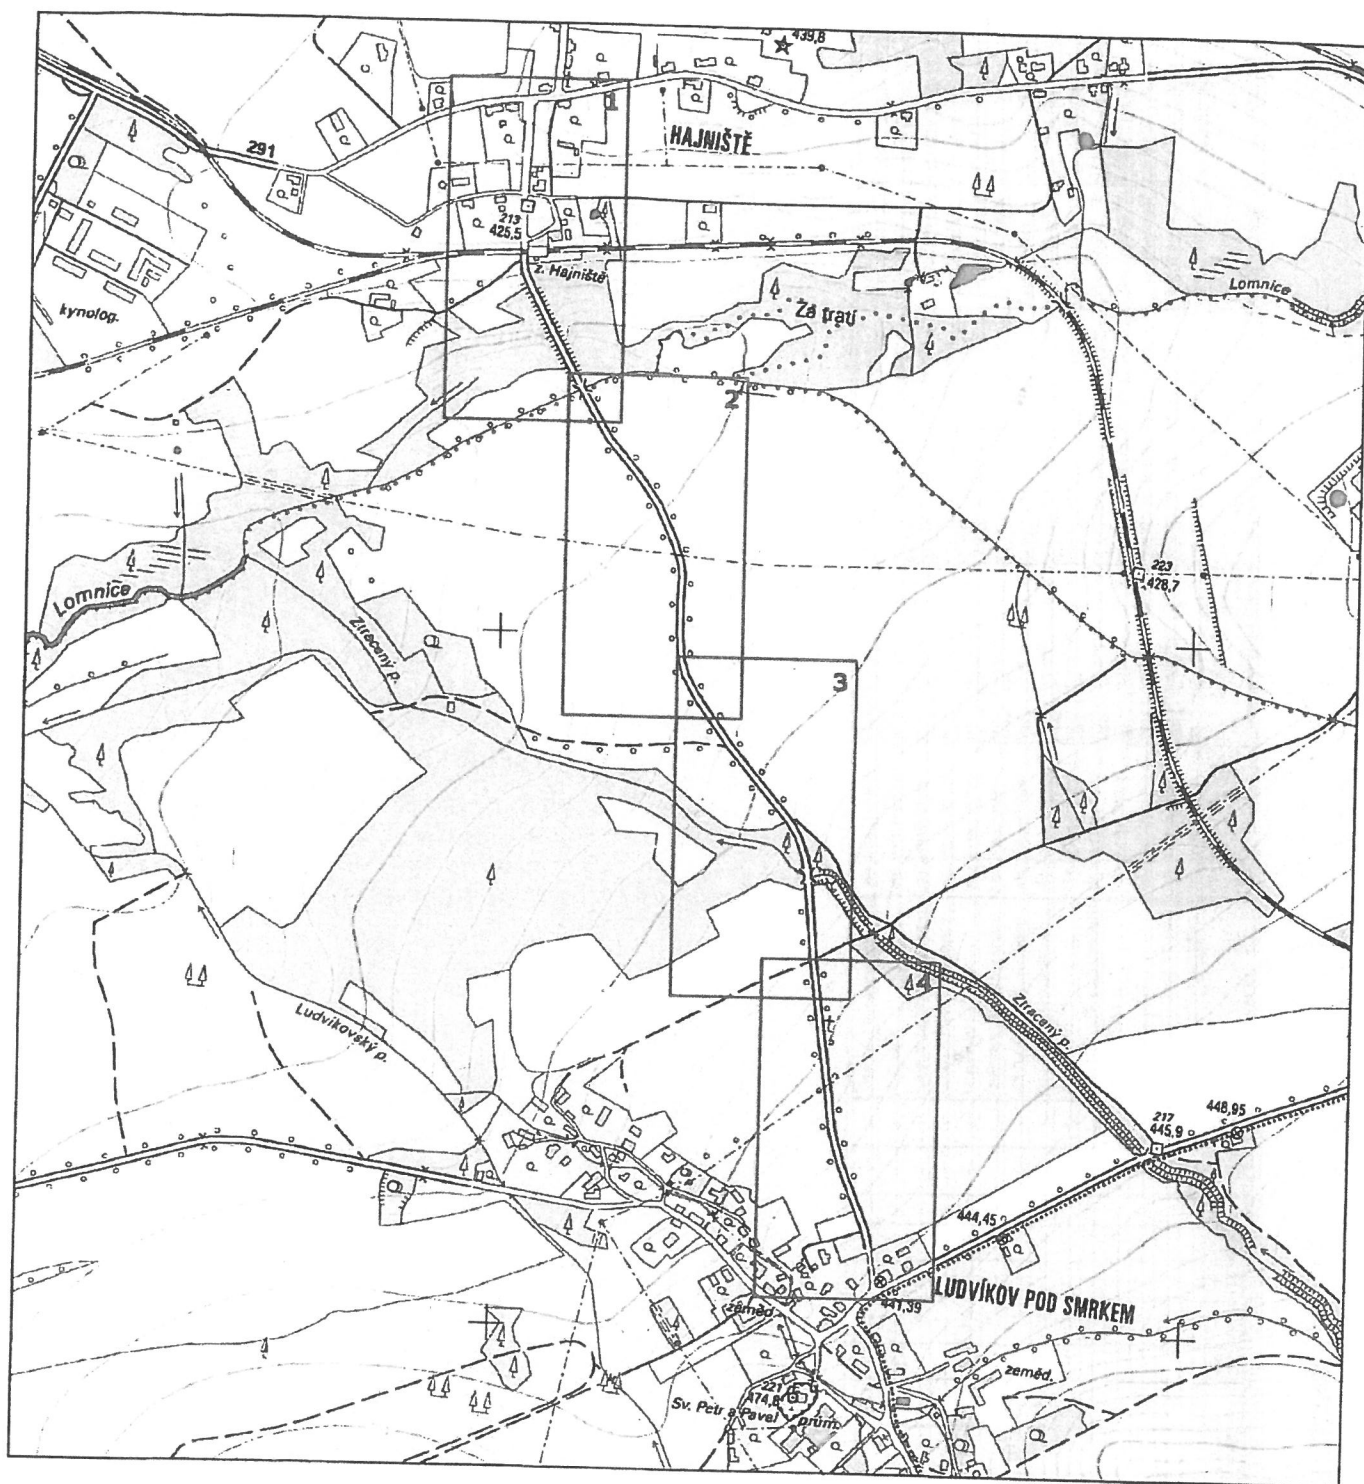 439,8
1
HAJNIŠTĚ
291
213
425,5
z. Hajniště
kynolog.
Za tratí
Lomnice
2
223
428,7
Lomnice
Ztracený p.
3
4
Ztracený p.
Ludvíkovský p.
217
445,9
448,95
444,45
LUDVÍKOV POD SMRKEM
441,39
zeměd.
zeměd.
221
474,8
Sv. Petr a Pavel
prům.